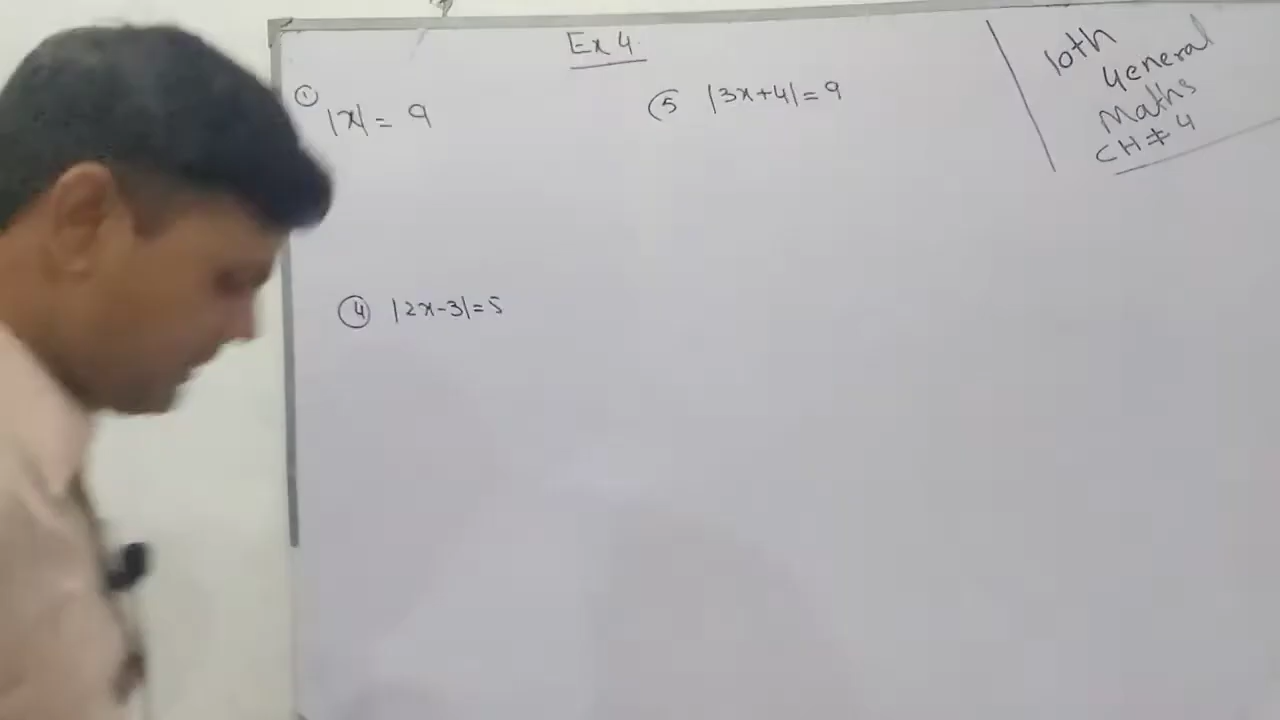 Ex 4.
① |x| = 9
⑤ |3x+4|=9
④ |2x-3|=5
10th
General
Maths
CH # 4